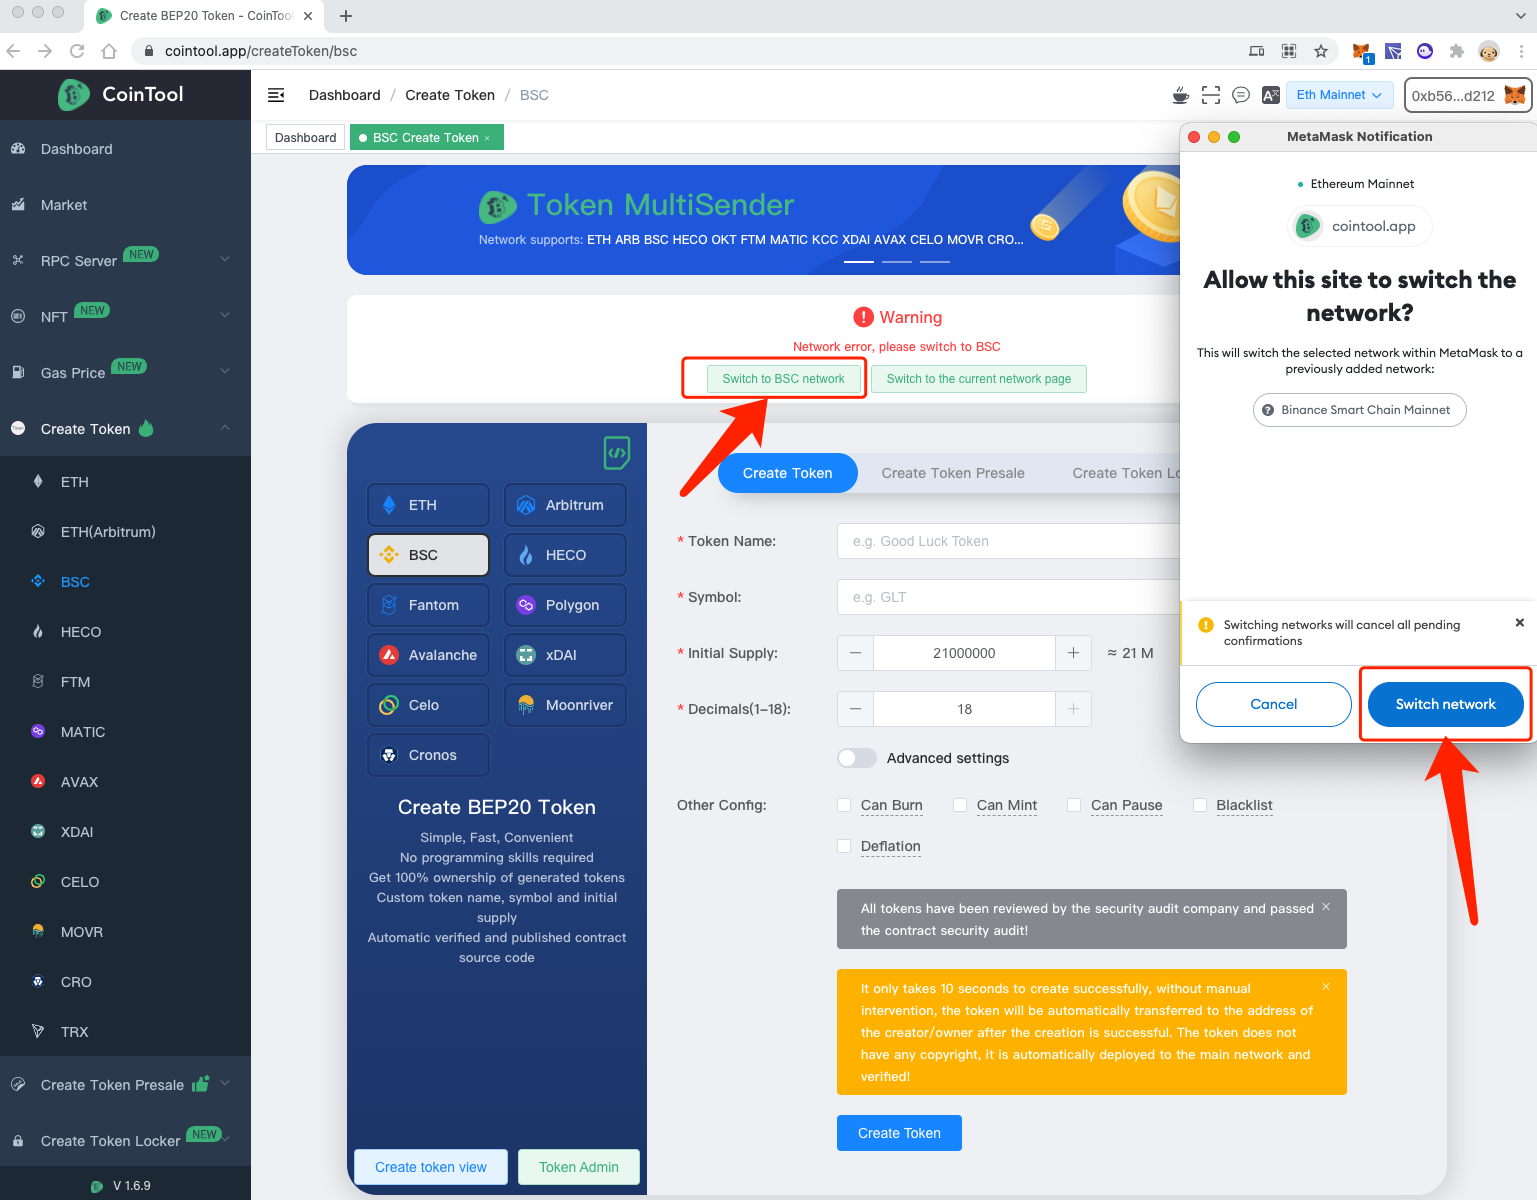 Create BEP20 Token - CoinTool
cointool.app/createToken/bsc
1
CoinTool
Dashboard / Create Token / BSC
Eth Mainnet
0xb56...d212
Dashboard
BSC Create Token ×
Dashboard
Market
RPC Server NEW
NFT NEW
Gas Price NEW
Create Token
ETH
ETH(Arbitrum)
BSC
HECO
FTM
MATIC
AVAX
XDAI
CELO
MOVR
CRO
TRX
Create Token Presale
Create Token Locker NEW
V 1.6.9
Token MultiSender
Network supports: ETH ARB BSC HECO OKT FTM MATIC KCC XDAI AVAX CELO MOVR CRO...
Warning
Network error, please switch to BSC
Switch to BSC network
Switch to the current network page
ETH
Arbitrum
BSC
HECO
Fantom
Polygon
Avalanche
xDAI
Celo
Moonriver
Cronos
Create BEP20 Token
Simple, Fast, Convenient
No programming skills required
Get 100% ownership of generated tokens
Custom token name, symbol and initial
supply
Automatic verified and published contract
source code
Create token view
Token Admin
Create Token
Create Token Presale
Create Token Lo
* Token Name:
e.g. Good Luck Token
* Symbol:
e.g. GLT
* Initial Supply:
— 21000000 +
≈ 21 M
* Decimals(1-18):
— 18 +
Advanced settings
Other Config:
Can Burn
Can Mint
Can Pause
Blacklist
Deflation
All tokens have been reviewed by the security audit company and passed
the contract security audit!
It only takes 10 seconds to create successfully, without manual
intervention, the token will be automatically transferred to the address of
the creator/owner after the creation is successful. The token does not
have any copyright, it is automatically deployed to the main network and
verified!
Create Token
MetaMask Notification
Ethereum Mainnet
cointool.app
Allow this site to switch the
network?
This will switch the selected network within MetaMask to a
previously added network:
Binance Smart Chain Mainnet
Switching networks will cancel all pending
confirmations
Cancel
Switch network